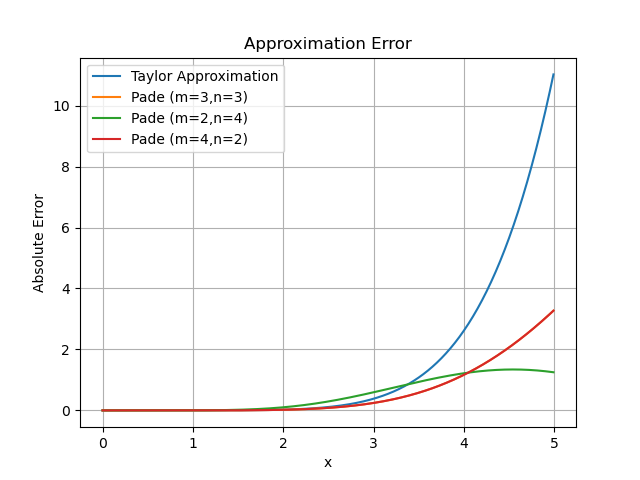 Approximation Error
Taylor Approximation
Pade (m=3,n=3)
Pade (m=2,n=4)
Pade (m=4,n=2)
Absolute Error
10
8
6
4
2
0
0 1 2 3 4 5
x